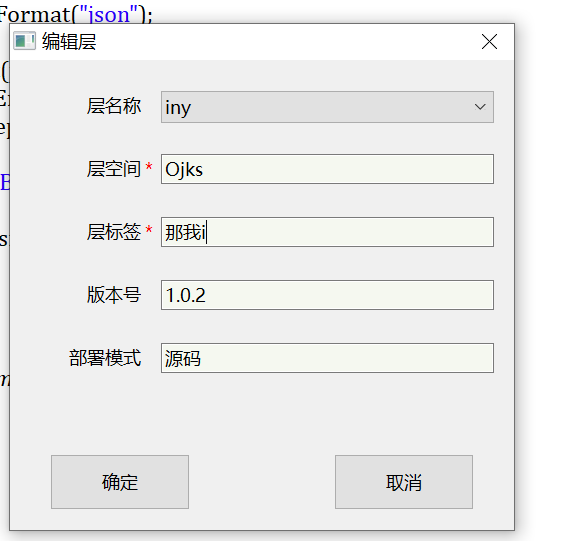 Format("json");
编辑层
层名称 iny
层空间 * Ojks
层标签 * 那我i
版本号 1.0.2
部署模式 源码
确定 取消